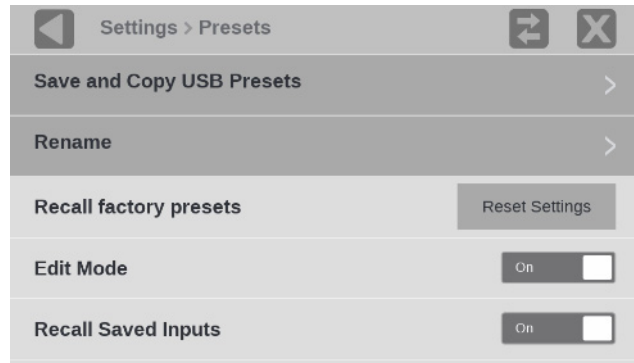 Settings > Presets
Save and Copy USB Presets
Rename
Recall factory presets Reset Settings
Edit Mode On
Recall Saved Inputs On